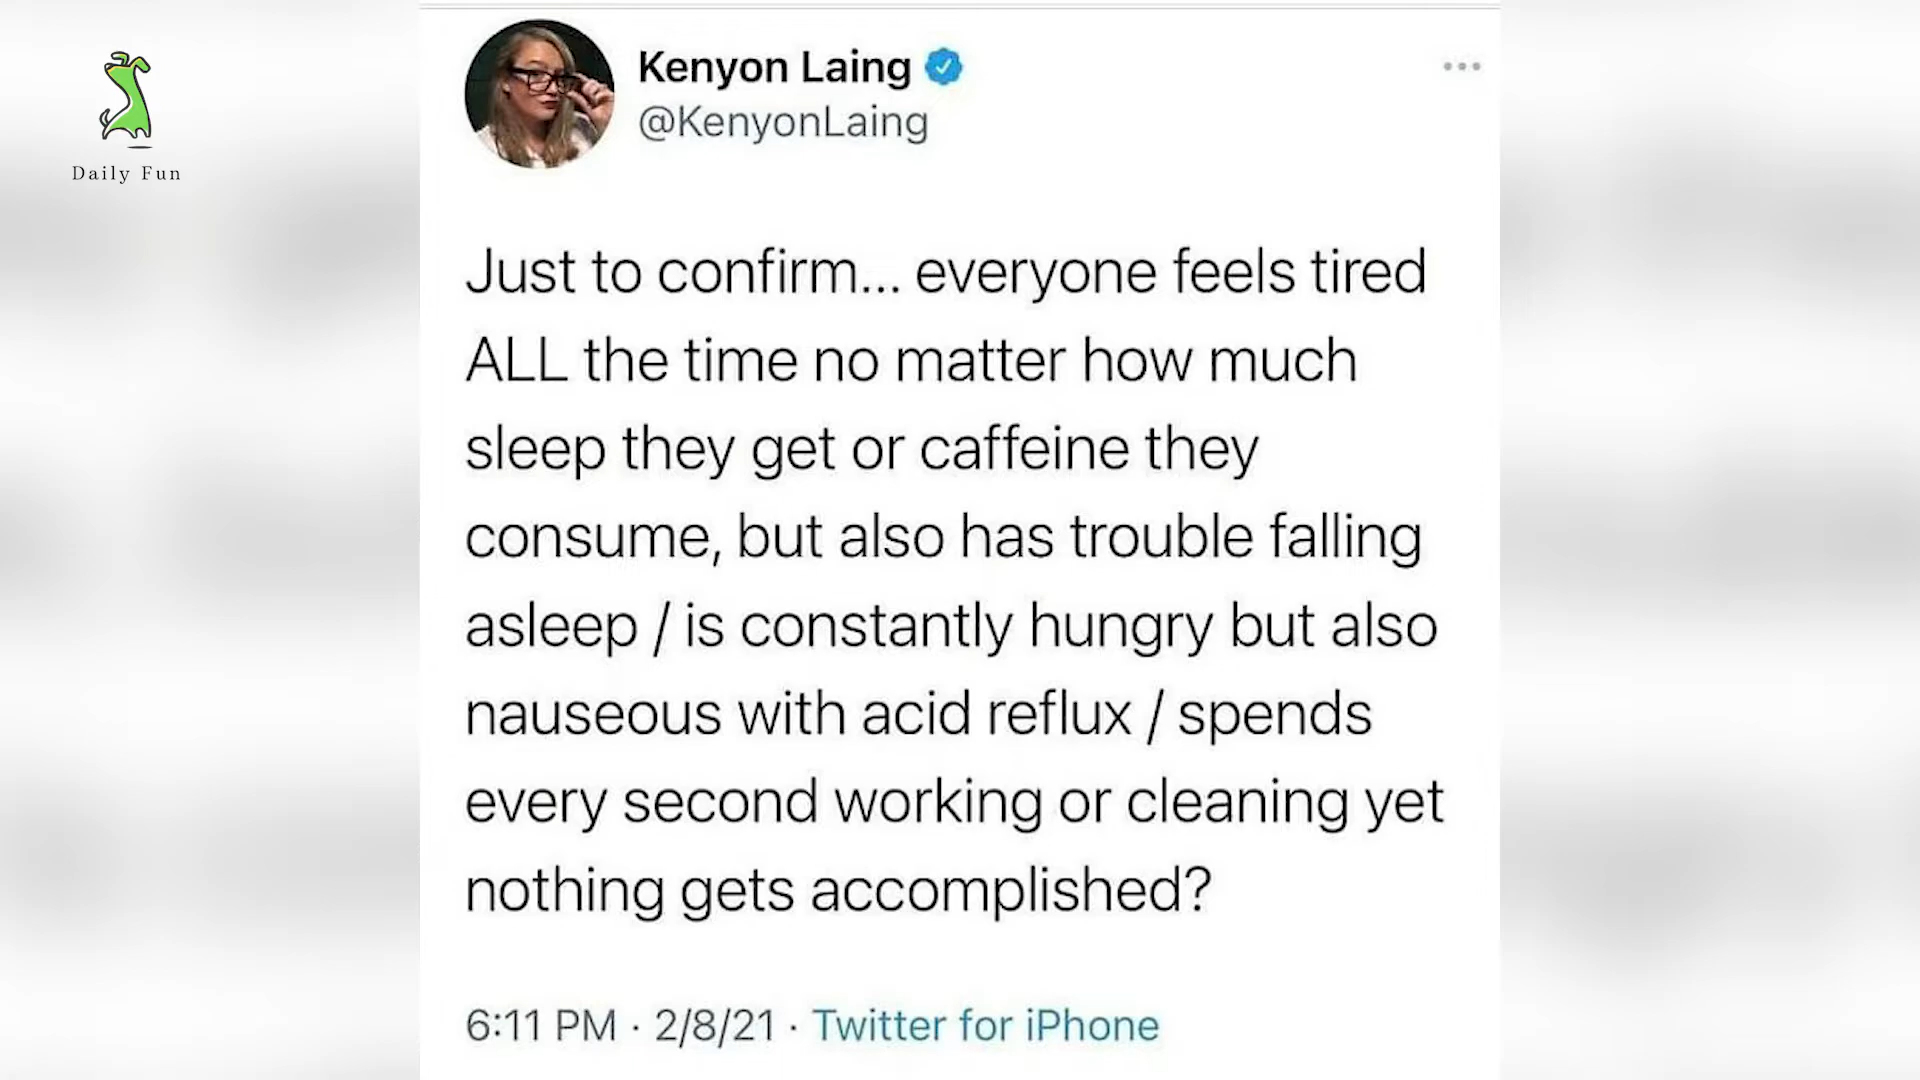 Daily Fun
Kenyon Laing
@KenyonLaing
Just to confirm... everyone feels tired
ALL the time no matter how much
sleep they get or caffeine they
consume, but also has trouble falling
asleep / is constantly hungry but also
nauseous with acid reflux / spends
every second working or cleaning yet
nothing gets accomplished?
6:11 PM · 2/8/21 · Twitter for iPhone